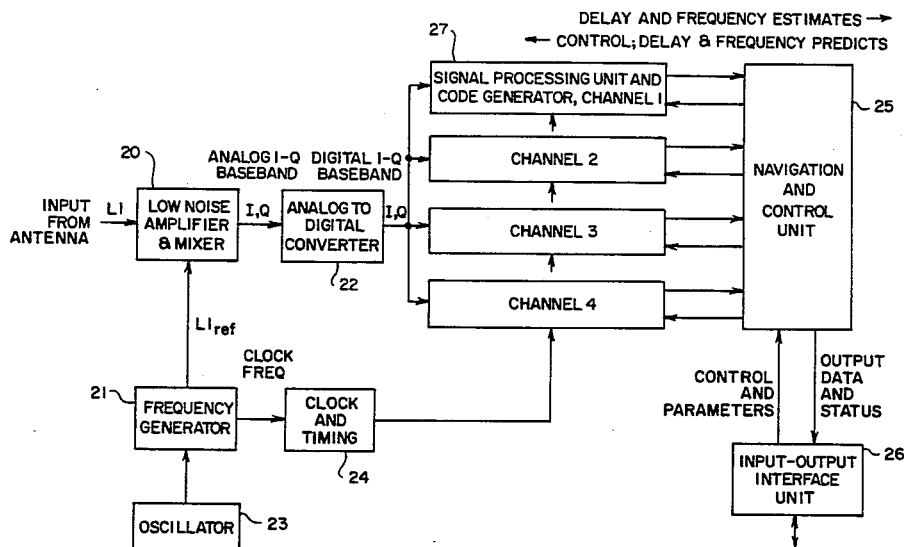 DELAY AND FREQUENCY ESTIMATES
CONTROL; DELAY & FREQUENCY PREDICTS
27
SIGNAL PROCESSING UNIT AND
CODE GENERATOR, CHANNEL 1
25
CHANNEL 2
CHANNEL 3
CHANNEL 4
NAVIGATION
AND
CONTROL
UNIT
20
ANALOG I-Q
BASEBAND
DIGITAL I-Q
BASEBAND
INPUT
FROM
ANTENNA
L1
LOW NOISE
AMPLIFIER
& MIXER
I,Q
ANALOG TO
DIGITAL
CONVERTER
I,Q
22
L1ref
CLOCK
FREQ
21
FREQUENCY
GENERATOR
CLOCK
AND
TIMING
24
CONTROL
AND
PARAMETERS
OUTPUT
DATA
AND
STATUS
26
INPUT-OUTPUT
INTERFACE
UNIT
OSCILLATOR
23